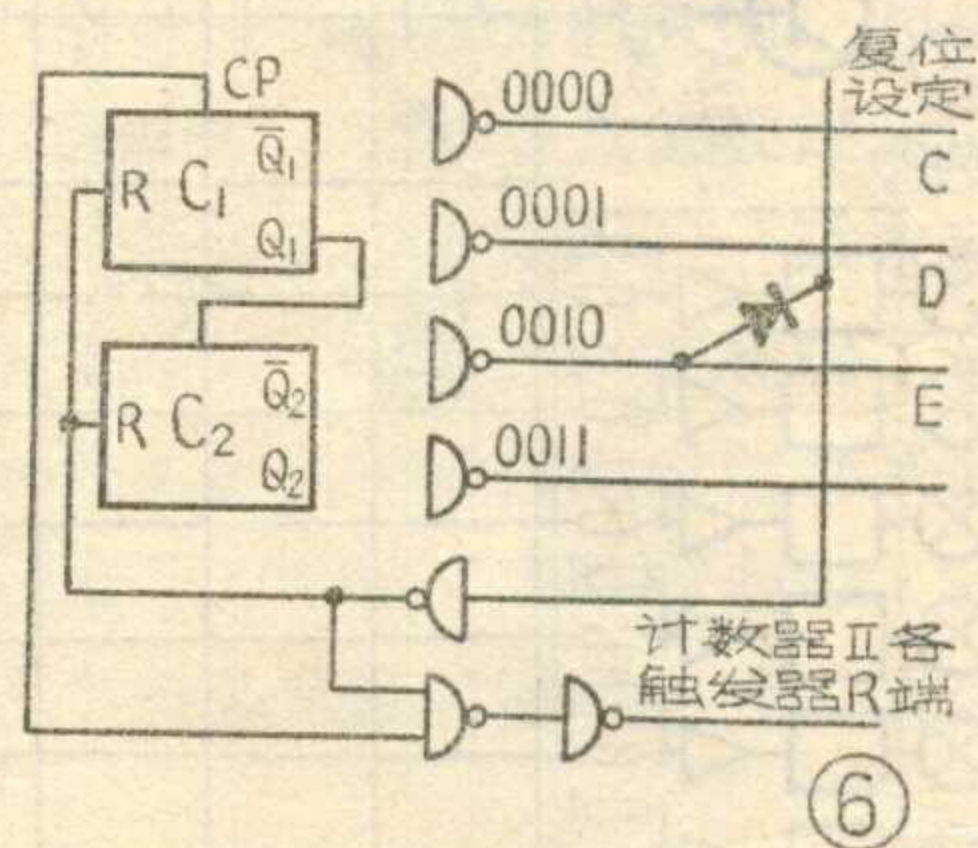 复位
设定
CP
0000
Q̄₁
R C₁
Q₁
C
0001
D
0010
Q̄₂
R C₂
Q₂
E
0011
计数器Ⅱ各
触发器R端
⑥